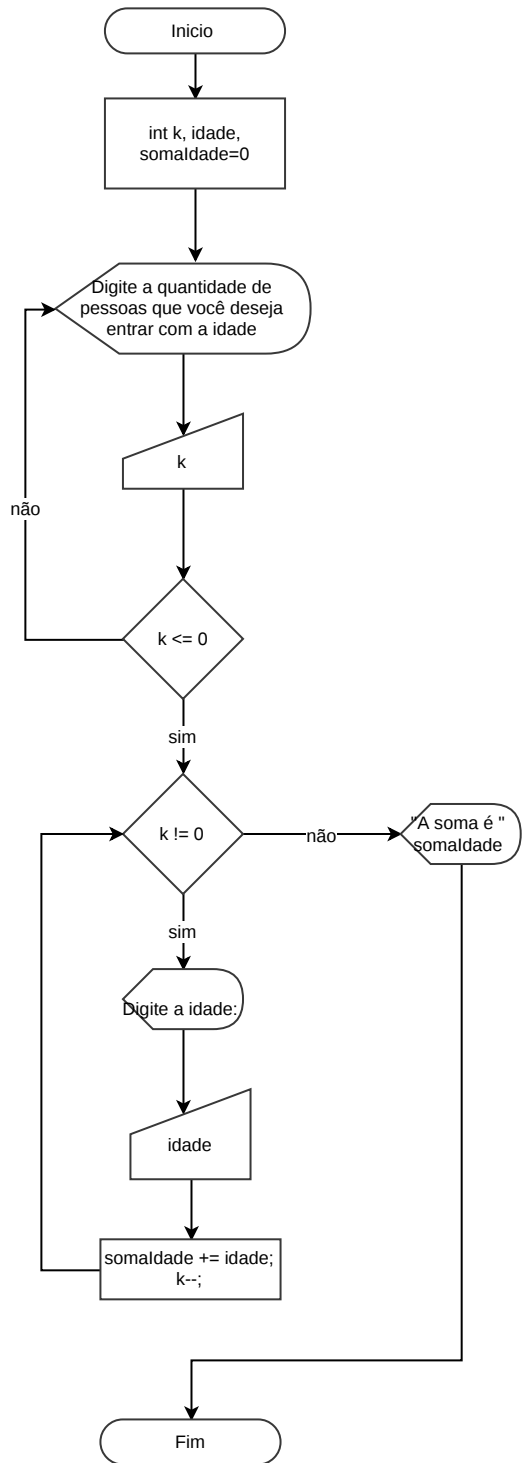 Inicio
int k, idade,
somaIdade=0
Digite a quantidade de
pessoas que você deseja
entrar com a idade
k
não
k <= 0
sim
k != 0
não
"A soma é "
somaIdade
sim
Digite a idade:
idade
somaIdade += idade;
k--;
Fim